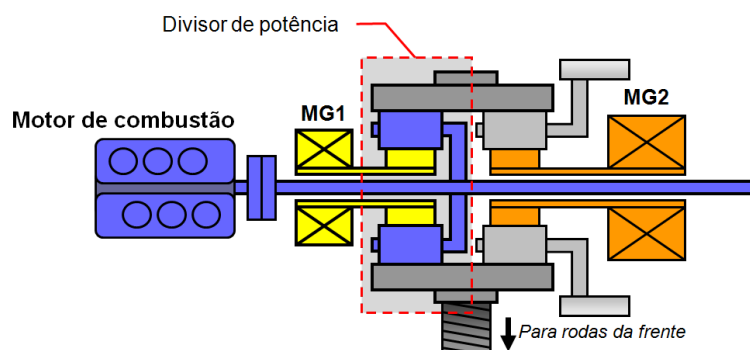 Divisor de potência
MG1
MG2
Motor de combustão
Para rodas da frente